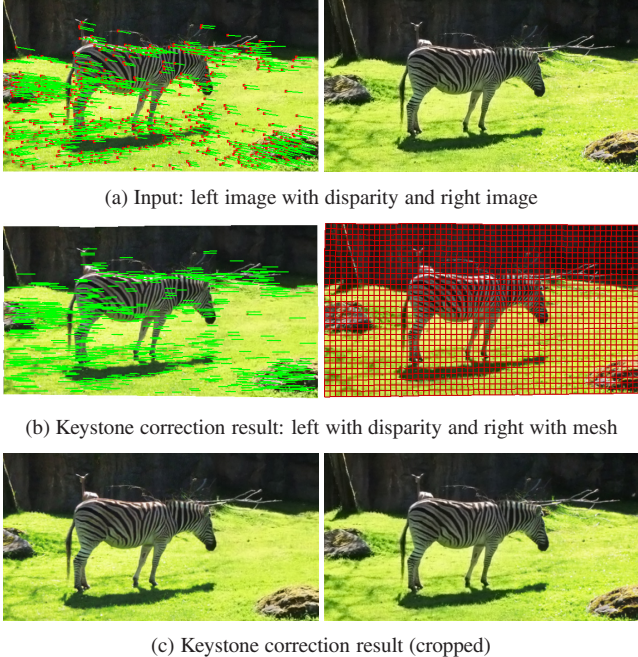 (a) Input: left image with disparity and right image
(b) Keystone correction result: left with disparity and right with mesh
(c) Keystone correction result (cropped)